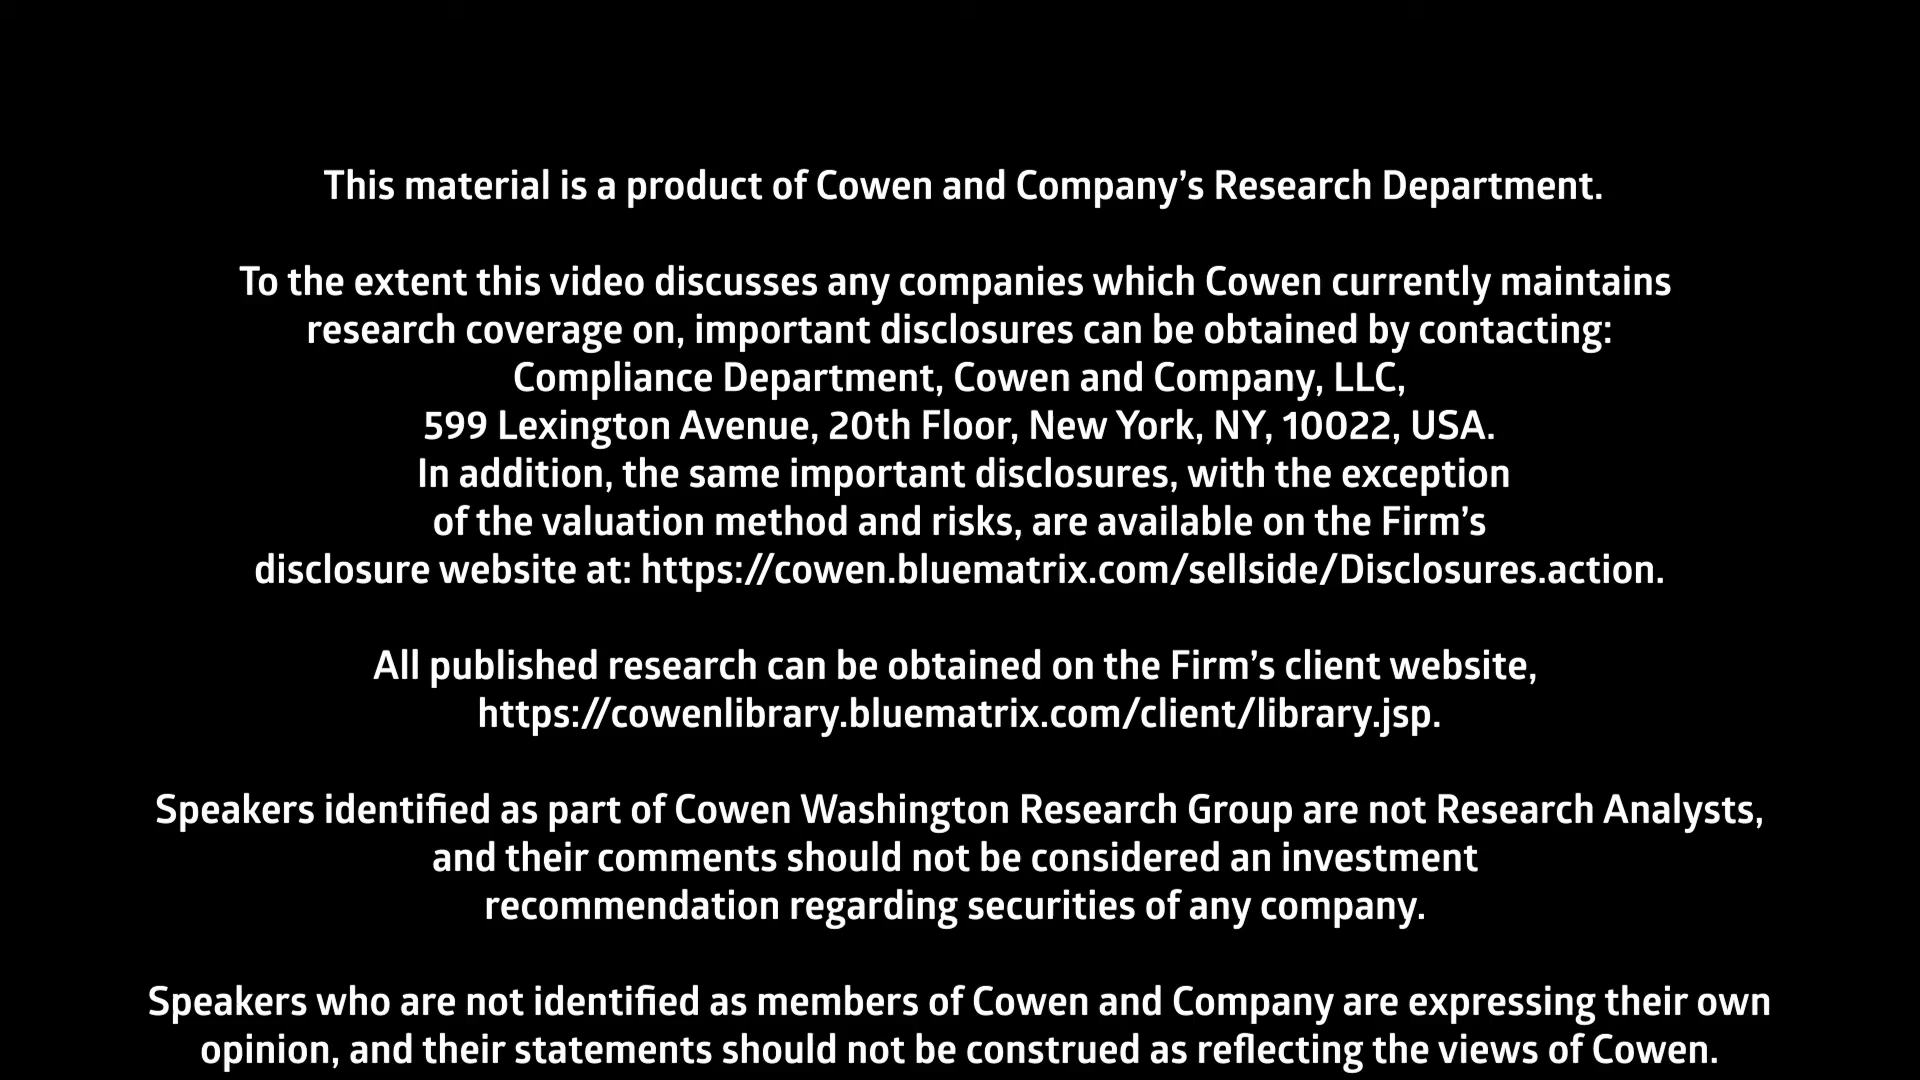 This material is a product of Cowen and Company’s Research Department.
To the extent this video discusses any companies which Cowen currently maintains
research coverage on, important disclosures can be obtained by contacting:
Compliance Department, Cowen and Company, LLC,
599 Lexington Avenue, 20th Floor, New York, NY, 10022, USA.
In addition, the same important disclosures, with the exception
of the valuation method and risks, are available on the Firm’s
disclosure website at: https://cowen.bluematrix.com/sellside/Disclosures.action.
All published research can be obtained on the Firm’s client website,
https://cowenlibrary.bluematrix.com/client/library.jsp.
Speakers identified as part of Cowen Washington Research Group are not Research Analysts,
and their comments should not be considered an investment
recommendation regarding securities of any company.
Speakers who are not identified as members of Cowen and Company are expressing their own
opinion, and their statements should not be construed as reflecting the views of Cowen.